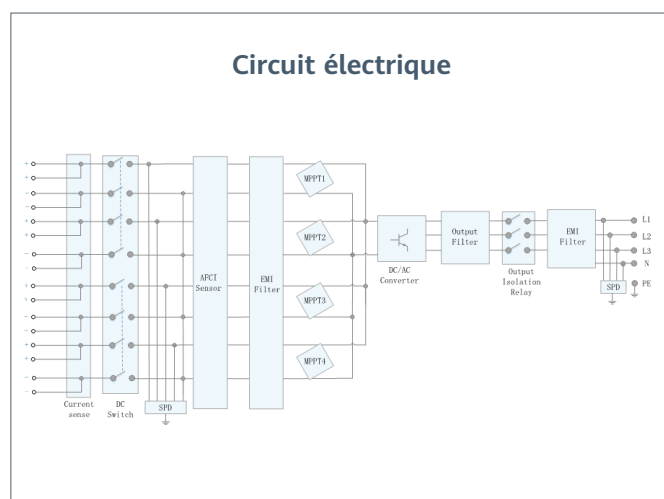 Circuit électrique
+
+
-
-
+
+
-
-
+
+
-
-
+
+
-
-
Current
sense
DC
Switch
SPD
AFCI
Sensor
EMI
Filter
MPPT1
MPPT2
MPPT3
MPPT4
DC/AC
Converter
Output
Filter
Output
Isolation
Relay
EMI
Filter
SPD
L1
L2
L3
N
PE